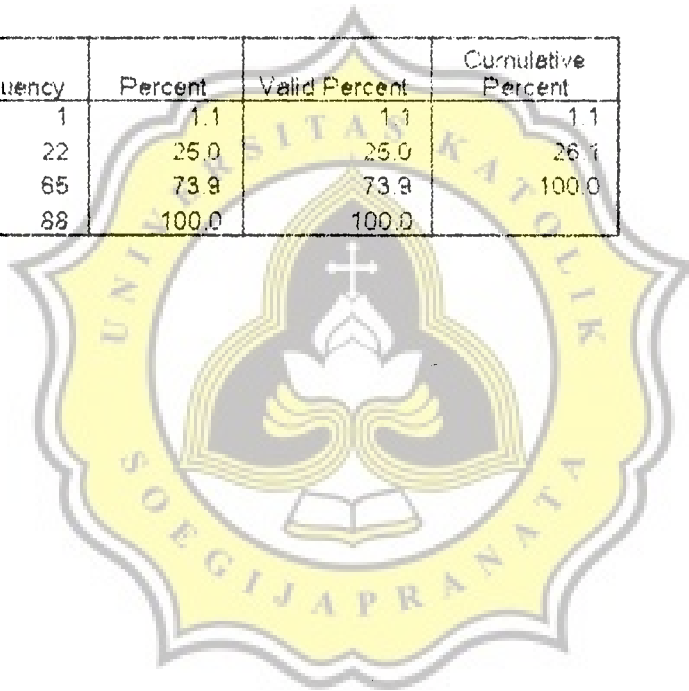 Cumulative
uency Percent Valid Percent Percent
1 1.1 1.1 1.1
22 25.0 25.0 26.1
65 73.9 73.9 100.0
88 100.0 100.0
UNIVERSITAS KATOLIK
SOEGIJAPRANATA